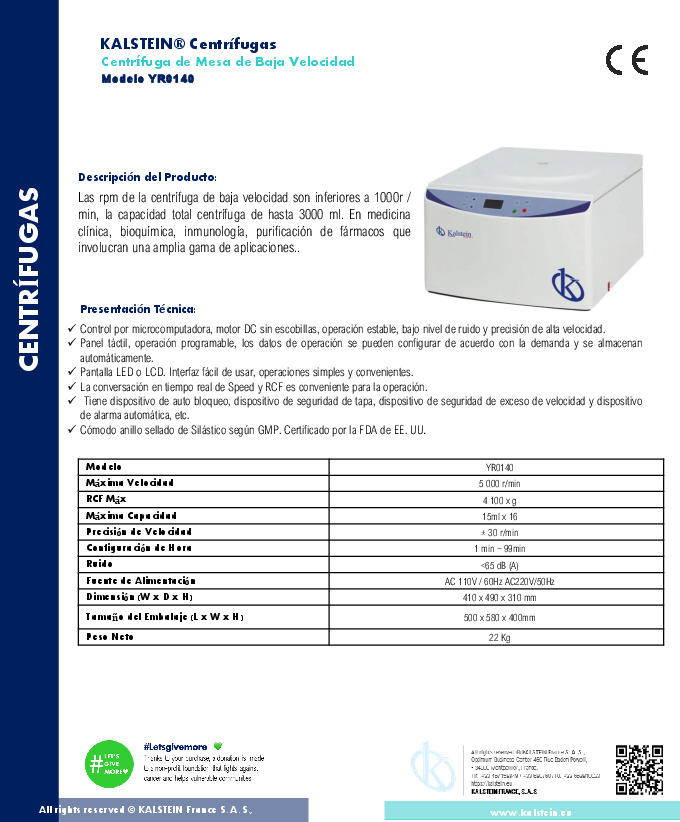 KALSTEIN® Centrífugas
Centrífuga de Mesa de Baja Velocidad
Modelo YR0140
CE
CENTRÍFUGAS
Descripción del Producto:
Las rpm de la centrífuga de baja velocidad son inferiores a 1000r /
min, la capacidad total centrífuga de hasta 3000 ml. En medicina
clínica, bioquímica, inmunología, purificación de fármacos que
involucran una amplia gama de aplicaciones..
Kalstein
Presentación Técnica:
✓ Control por microcomputadora, motor DC sin escobillas, operación estable, bajo nivel de ruido y precisión de alta velocidad.
✓ Panel táctil, operación programable, los datos de operación se pueden configurar de acuerdo con la demanda y se almacenan
automáticamente.
✓ Pantalla LED o LCD. Interfaz fácil de usar, operaciones simples y convenientes.
✓ La conversación en tiempo real de Speed y RCF es conveniente para la operación.
✓ Tiene dispositivo de auto bloqueo, dispositivo de seguridad de tapa, dispositivo de seguridad de exceso de velocidad y dispositivo
de alarma automática, etc.
✓ Cómodo anillo sellado de Silástico según GMP. Certificado por la FDA de EE. UU.
Modelo YR0140
Máxima Velocidad 5 000 r/min
RCF Máx 4 100 x g
Máxima Capacidad 15ml x 16
Precisión de Velocidad ± 30 r/min
Configuración de Hora 1 min ~ 99min
Ruido <65 dB (A)
Fuente de Alimentación AC 110V / 60Hz AC220V/50Hz
Dimensión (W x D x H) 410 x 490 x 310 mm
Tamaño del Embalaje (L x W x H) 500 x 580 x 400mm
Peso Neto 22 Kg
# LET'S
GIVE
MORE
#Letsgivemore
Thanks to your purchase, a donation is made
to a non-profit foundation that fights against
cancer and helps vulnerable communities
All rights reserved ® KALSTEIN France S. A. S.,
https://kalstein.eu
KALSTEIN FRANCE, S.A.S
All rights reserved © KALSTEIN France S.A.S.,
www.kalstein.eu